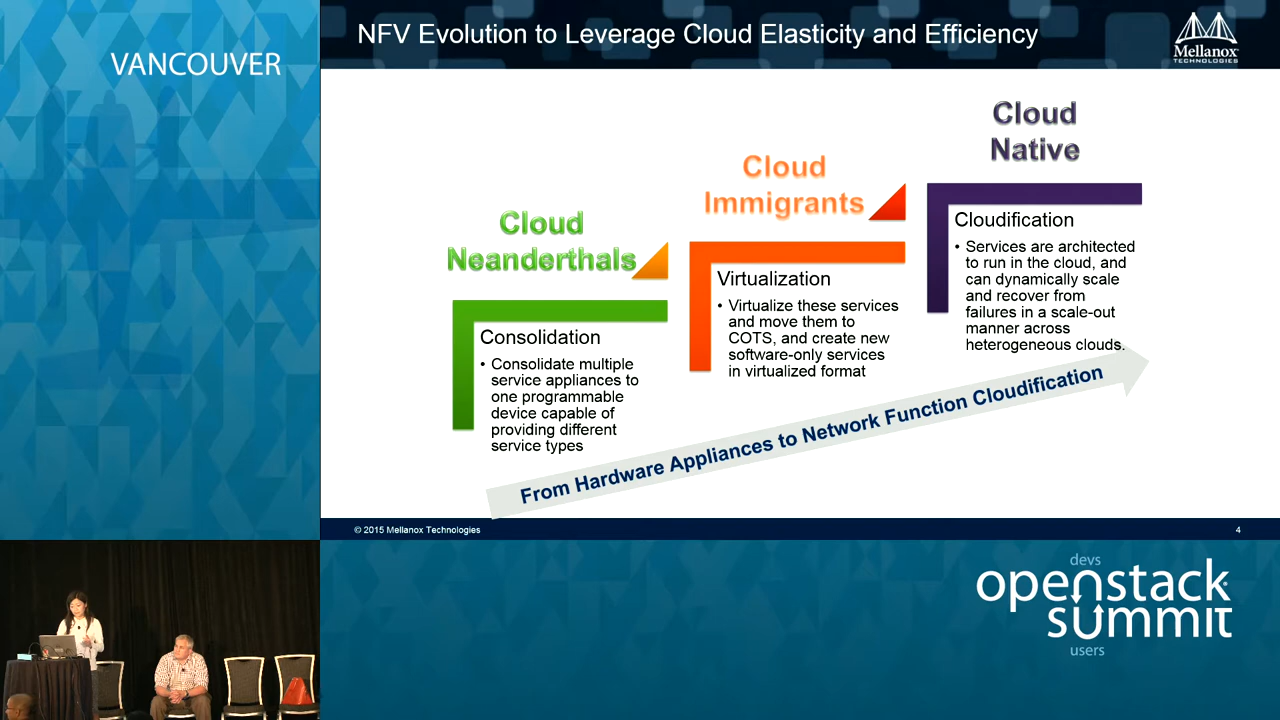 VANCOUVER
NFV Evolution to Leverage Cloud Elasticity and Efficiency
Mellanox
TECHNOLOGIES
Cloud
Neanderthals
Consolidation
• Consolidate multiple
service appliances to
one programmable
device capable of
providing different
service types
Cloud
Immigrants
Virtualization
• Virtualize these services
and move them to
COTS, and create new
software-only services
in virtualized format
Cloud
Native
Cloudification
• Services are architected
to run in the cloud, and
can dynamically scale
and recover from
failures in a scale-out
manner across
heterogeneous clouds.
From Hardware Appliances to Network Function Cloudification
© 2015 Mellanox Technologies
4
devs
openstack
summit
users